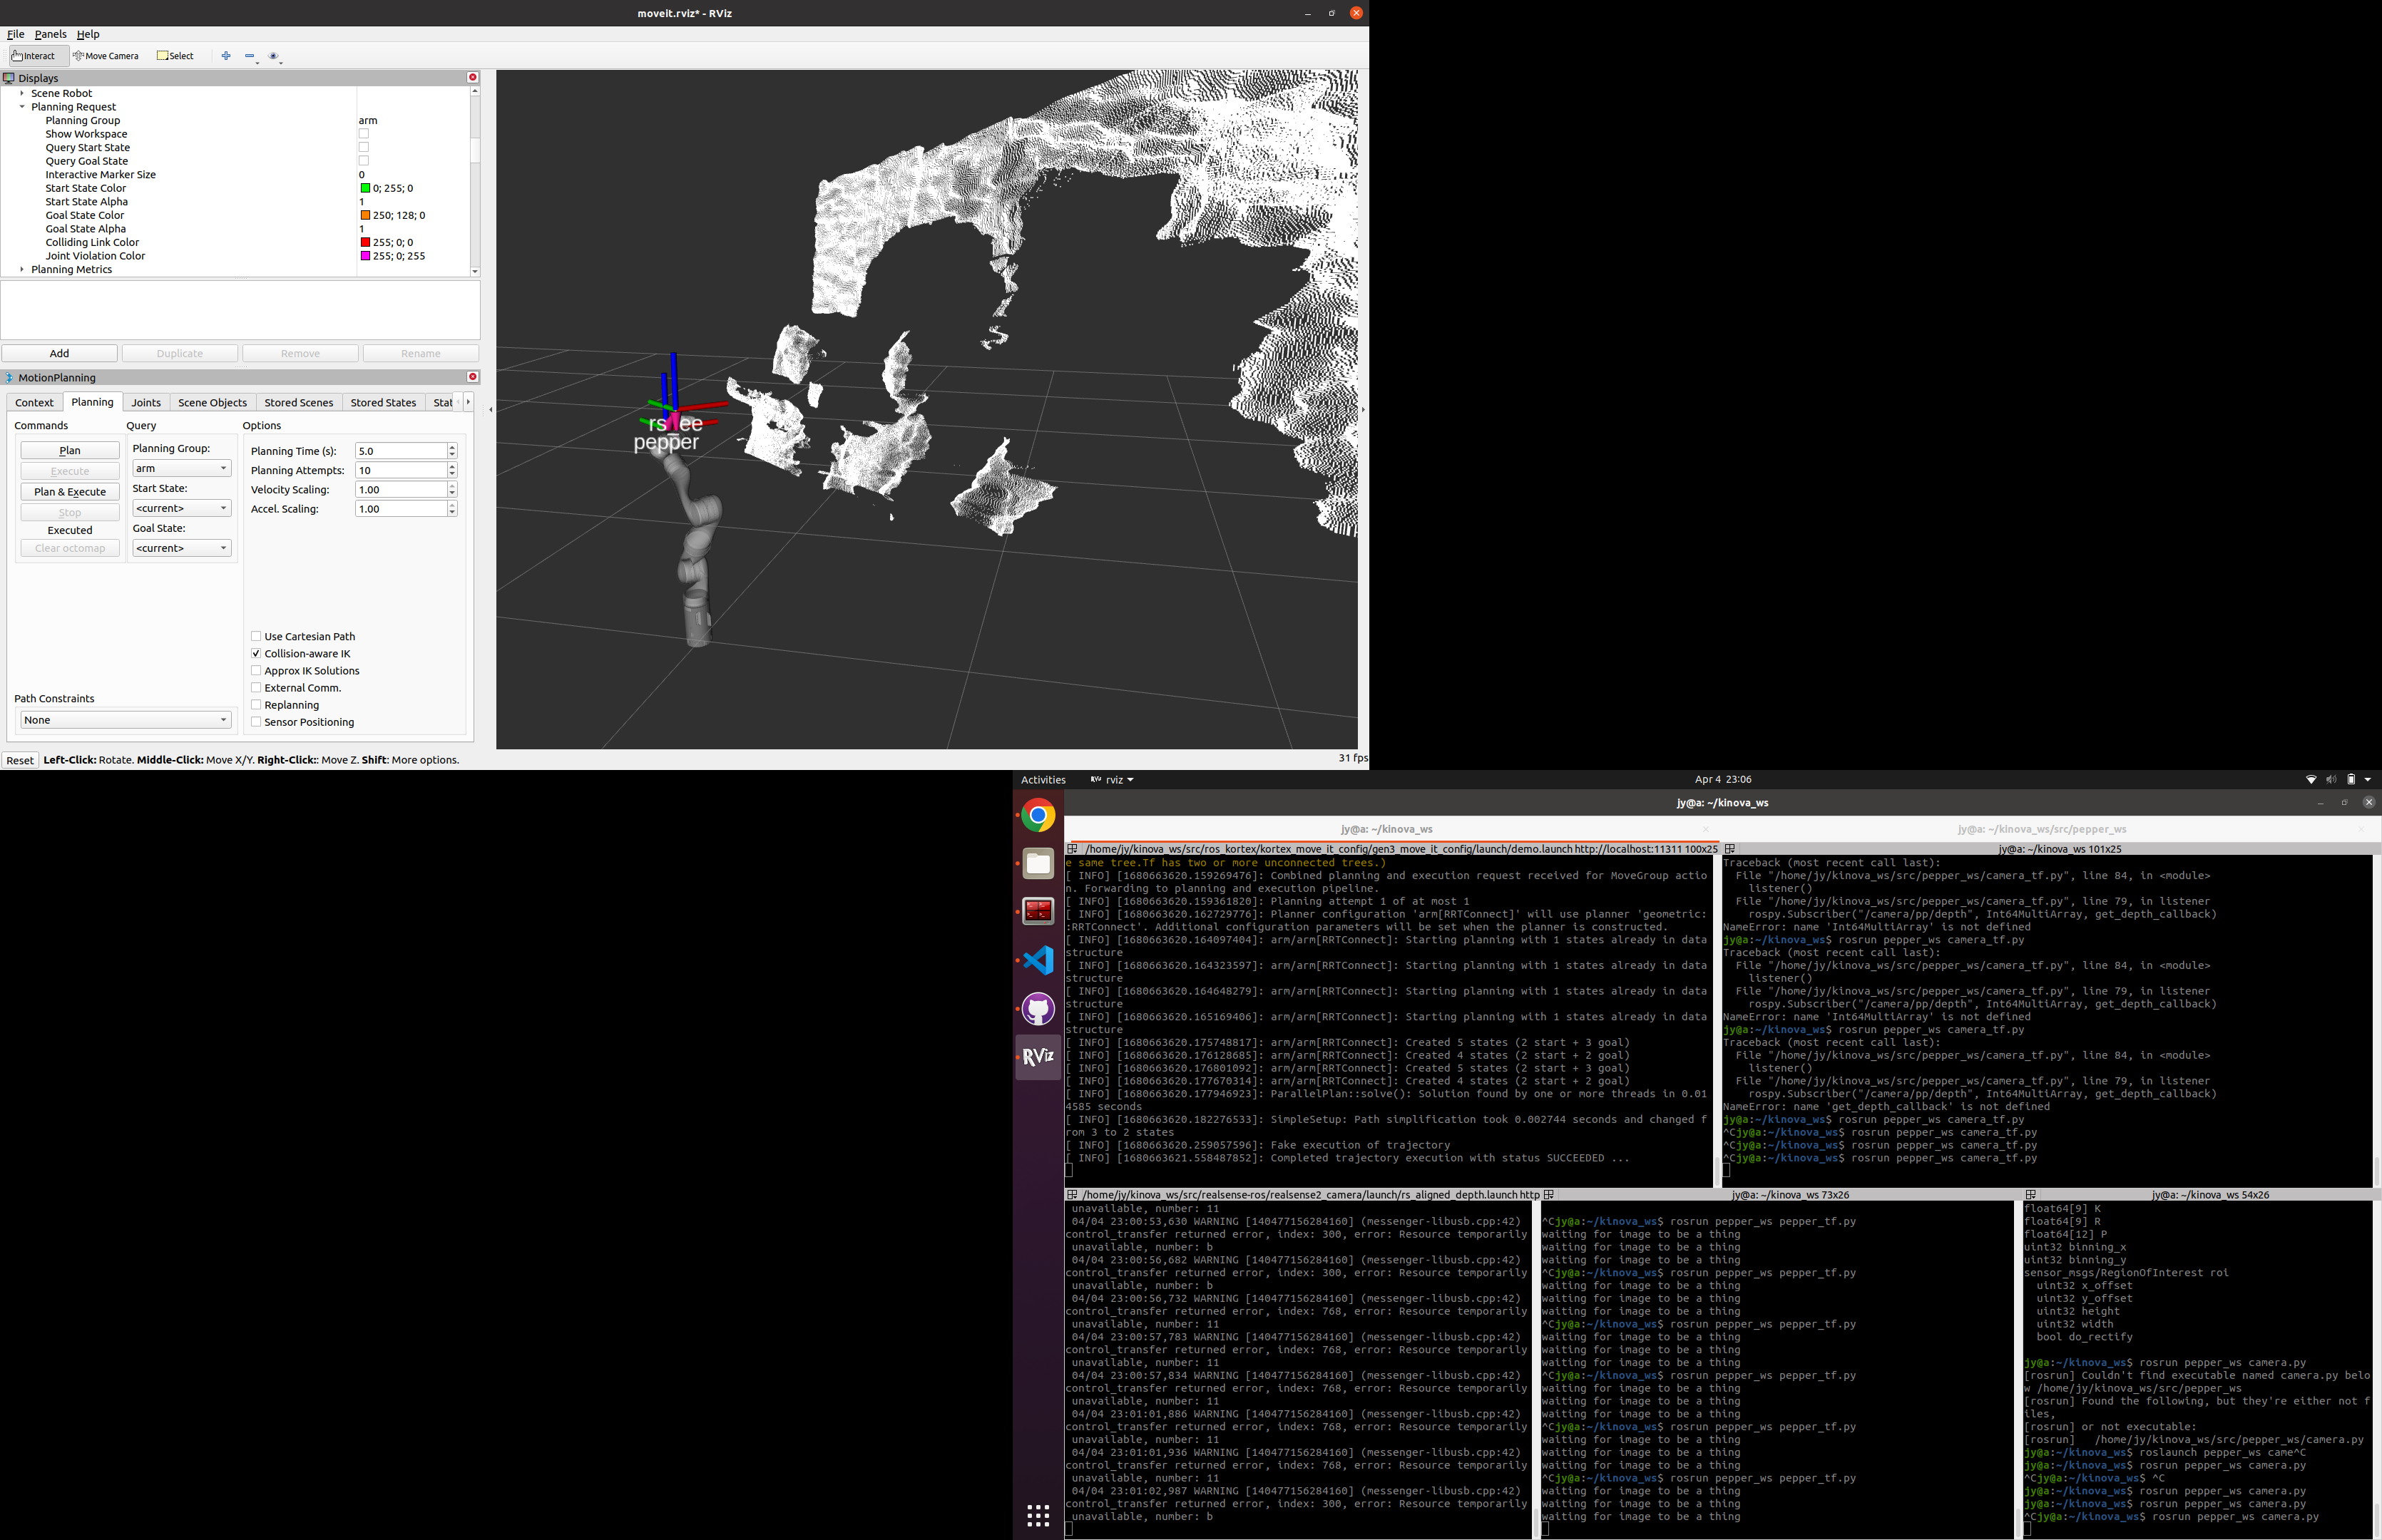 moveit.rviz* - RViz
File Panels Help
Interact Move Camera Select
Displays
Scene Robot
Planning Request
Planning Group arm
Show Workspace
Query Start State
Query Goal State
Interactive Marker Size 0
Start State Color 0; 255; 0
Start State Alpha 1
Goal State Color 250; 128; 0
Goal State Alpha 1
Colliding Link Color 255; 0; 0
Joint Violation Color 255; 0; 255
Planning Metrics
Add Duplicate Remove Rename
MotionPlanning
Context Planning Joints Scene Objects Stored Scenes Stored States Stat
Commands Query Options
Plan
Execute
Plan & Execute
Stop
Executed
Clear octomap
Planning Group:
arm
Start State:
<current>
Goal State:
<current>
Planning Time (s): 5.0
Planning Attempts: 10
Velocity Scaling: 1.00
Accel. Scaling: 1.00
Use Cartesian Path
Collision-aware IK
Approx IK Solutions
External Comm.
Replanning
Sensor Positioning
Path Constraints
None
pepper
Reset Left-Click: Rotate. Middle-Click: Move X/Y. Right-Click:: Move Z. Shift: More options.
31 fps
Activities rviz Apr 4 23:06
jy@a: ~/kinova_ws
jy@a: ~/kinova_ws jy@a: ~/kinova_ws/src/pepper_ws
/home/jy/kinova_ws/src/ros_kortex/kortex_move_it_config/gen3_move_it_config/launch/demo.launch http://localhost:11311 100x25
e same tree.Tf has two or more unconnected trees.)
[ INFO] [1680663620.159269476]: Combined planning and execution request received for MoveGroup actio
n. Forwarding to planning and execution pipeline.
[ INFO] [1680663620.159361820]: Planning attempt 1 of at most 1
[ INFO] [1680663620.162729776]: Planner configuration 'arm[RRTConnect]' will use planner 'geometric:
:RRTConnect'. Additional configuration parameters will be set when the planner is constructed.
[ INFO] [1680663620.164097404]: arm/arm[RRTConnect]: Starting planning with 1 states already in data
structure
[ INFO] [1680663620.164323597]: arm/arm[RRTConnect]: Starting planning with 1 states already in data
structure
[ INFO] [1680663620.164648279]: arm/arm[RRTConnect]: Starting planning with 1 states already in data
structure
[ INFO] [1680663620.165169406]: arm/arm[RRTConnect]: Starting planning with 1 states already in data
structure
[ INFO] [1680663620.175748817]: arm/arm[RRTConnect]: Created 5 states (2 start + 3 goal)
[ INFO] [1680663620.176128685]: arm/arm[RRTConnect]: Created 4 states (2 start + 2 goal)
[ INFO] [1680663620.176801092]: arm/arm[RRTConnect]: Created 5 states (2 start + 3 goal)
[ INFO] [1680663620.177670314]: arm/arm[RRTConnect]: Created 4 states (2 start + 2 goal)
[ INFO] [1680663620.177946923]: ParallelPlan::solve(): Solution found by one or more threads in 0.01
4585 seconds
[ INFO] [1680663620.182276533]: SimpleSetup: Path simplification took 0.002744 seconds and changed f
rom 3 to 2 states
[ INFO] [1680663620.259057596]: Fake execution of trajectory
[ INFO] [1680663621.558487852]: Completed trajectory execution with status SUCCEEDED ...
jy@a: ~/kinova_ws 101x25
Traceback (most recent call last):
File "/home/jy/kinova_ws/src/pepper_ws/camera_tf.py", line 84, in <module>
listener()
File "/home/jy/kinova_ws/src/pepper_ws/camera_tf.py", line 79, in listener
rospy.Subscriber("/camera/pp/depth", Int64MultiArray, get_depth_callback)
NameError: name 'Int64MultiArray' is not defined
jy@a:~/kinova_ws$ rosrun pepper_ws camera_tf.py
Traceback (most recent call last):
File "/home/jy/kinova_ws/src/pepper_ws/camera_tf.py", line 84, in <module>
listener()
File "/home/jy/kinova_ws/src/pepper_ws/camera_tf.py", line 79, in listener
rospy.Subscriber("/camera/pp/depth", Int64MultiArray, get_depth_callback)
NameError: name 'Int64MultiArray' is not defined
jy@a:~/kinova_ws$ rosrun pepper_ws camera_tf.py
Traceback (most recent call last):
File "/home/jy/kinova_ws/src/pepper_ws/camera_tf.py", line 84, in <module>
listener()
File "/home/jy/kinova_ws/src/pepper_ws/camera_tf.py", line 79, in listener
rospy.Subscriber("/camera/pp/depth", Int64MultiArray, get_depth_callback)
NameError: name 'get_depth_callback' is not defined
jy@a:~/kinova_ws$ rosrun pepper_ws camera_tf.py
^Cjy@a:~/kinova_ws$ rosrun pepper_ws camera_tf.py
^Cjy@a:~/kinova_ws$ rosrun pepper_ws camera_tf.py
^Cjy@a:~/kinova_ws$ rosrun pepper_ws camera_tf.py
RViz
/home/jy/kinova_ws/src/realsense-ros/realsense2_camera/launch/rs_aligned_depth.launch http
unavailable, number: 11
04/04 23:00:53,630 WARNING [140477156284160] (messenger-libusb.cpp:42)
control_transfer returned error, index: 300, error: Resource temporarily
unavailable, number: b
04/04 23:00:56,682 WARNING [140477156284160] (messenger-libusb.cpp:42)
control_transfer returned error, index: 300, error: Resource temporarily
unavailable, number: b
04/04 23:00:56,732 WARNING [140477156284160] (messenger-libusb.cpp:42)
control_transfer returned error, index: 768, error: Resource temporarily
unavailable, number: 11
04/04 23:00:57,783 WARNING [140477156284160] (messenger-libusb.cpp:42)
control_transfer returned error, index: 768, error: Resource temporarily
unavailable, number: 11
04/04 23:00:57,834 WARNING [140477156284160] (messenger-libusb.cpp:42)
control_transfer returned error, index: 768, error: Resource temporarily
unavailable, number: 11
04/04 23:01:01,886 WARNING [140477156284160] (messenger-libusb.cpp:42)
control_transfer returned error, index: 768, error: Resource temporarily
unavailable, number: 11
04/04 23:01:01,936 WARNING [140477156284160] (messenger-libusb.cpp:42)
control_transfer returned error, index: 768, error: Resource temporarily
unavailable, number: 11
04/04 23:01:02,987 WARNING [140477156284160] (messenger-libusb.cpp:42)
control_transfer returned error, index: 300, error: Resource temporarily
unavailable, number: b
jy@a: ~/kinova_ws 73x26
^Cjy@a:~/kinova_ws$ rosrun pepper_ws pepper_tf.py
waiting for image to be a thing
waiting for image to be a thing
waiting for image to be a thing
^Cjy@a:~/kinova_ws$ rosrun pepper_ws pepper_tf.py
waiting for image to be a thing
waiting for image to be a thing
waiting for image to be a thing
^Cjy@a:~/kinova_ws$ rosrun pepper_ws pepper_tf.py
waiting for image to be a thing
waiting for image to be a thing
waiting for image to be a thing
^Cjy@a:~/kinova_ws$ rosrun pepper_ws pepper_tf.py
waiting for image to be a thing
waiting for image to be a thing
waiting for image to be a thing
^Cjy@a:~/kinova_ws$ rosrun pepper_ws pepper_tf.py
waiting for image to be a thing
waiting for image to be a thing
waiting for image to be a thing
^Cjy@a:~/kinova_ws$ rosrun pepper_ws pepper_tf.py
waiting for image to be a thing
waiting for image to be a thing
waiting for image to be a thing
jy@a: ~/kinova_ws 54x26
float64[9] K
float64[9] R
float64[12] P
uint32 binning_x
uint32 binning_y
sensor_msgs/RegionOfInterest roi
uint32 x_offset
uint32 y_offset
uint32 height
uint32 width
bool do_rectify
jy@a:~/kinova_ws$ rosrun pepper_ws camera.py
[rosrun] Couldn't find executable named camera.py belo
w /home/jy/kinova_ws/src/pepper_ws
[rosrun] Found the following, but they're either not f
iles,
[rosrun] or not executable:
[rosrun] /home/jy/kinova_ws/src/pepper_ws/camera.py
jy@a:~/kinova_ws$ roslaunch pepper_ws came^C
jy@a:~/kinova_ws$ rosrun pepper_ws camera.py
^Cjy@a:~/kinova_ws$ ^C
jy@a:~/kinova_ws$ rosrun pepper_ws camera.py
jy@a:~/kinova_ws$ rosrun pepper_ws camera.py
^Cjy@a:~/kinova_ws$ rosrun pepper_ws camera.py